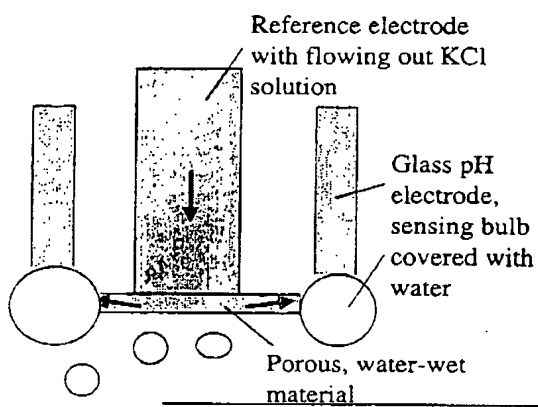 Reference electrode
with flowing out KCl
solution
Glass pH
electrode,
sensing bulb
covered with
water
Porous, water-wet
material